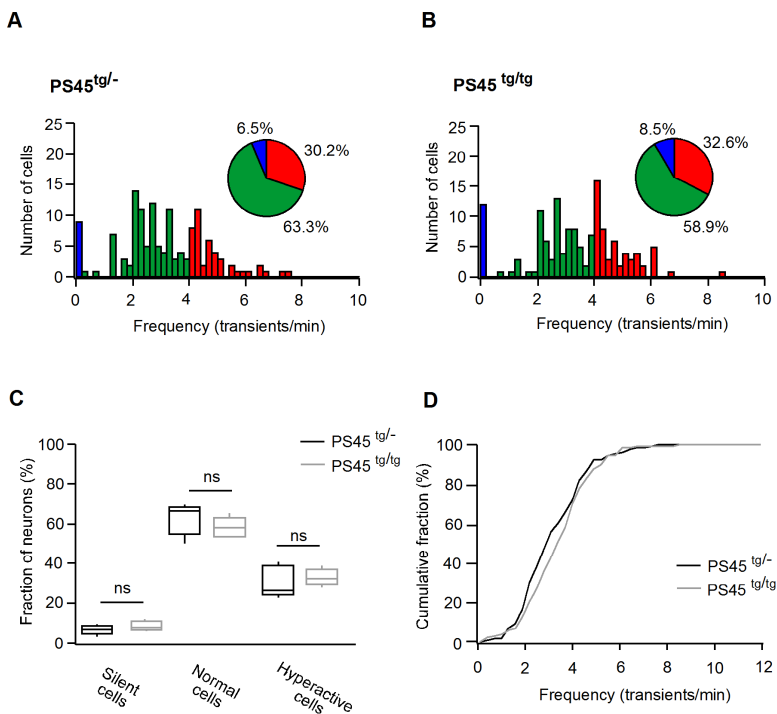 A
B
PS45 tg/-
PS45 tg/tg
25
20
15
10
5
0
Number of cells
6.5%
30.2%
63.3%
0 2 4 6 8 10
Frequency (transients/min)
25
20
15
10
5
0
Number of cells
8.5%
32.6%
58.9%
0 2 4 6 8 10
Frequency (transients/min)
C
D
100
80
60
40
20
0
Fraction of neurons (%)
PS45 tg/-
PS45 tg/tg
ns
ns
ns
Silent
cells
Normal
cells
Hyperactive
cells
100
80
60
40
20
0
Cumulative fraction (%)
PS45 tg/-
PS45 tg/tg
0 2 4 6 8 10 12
Frequency (transients/min)